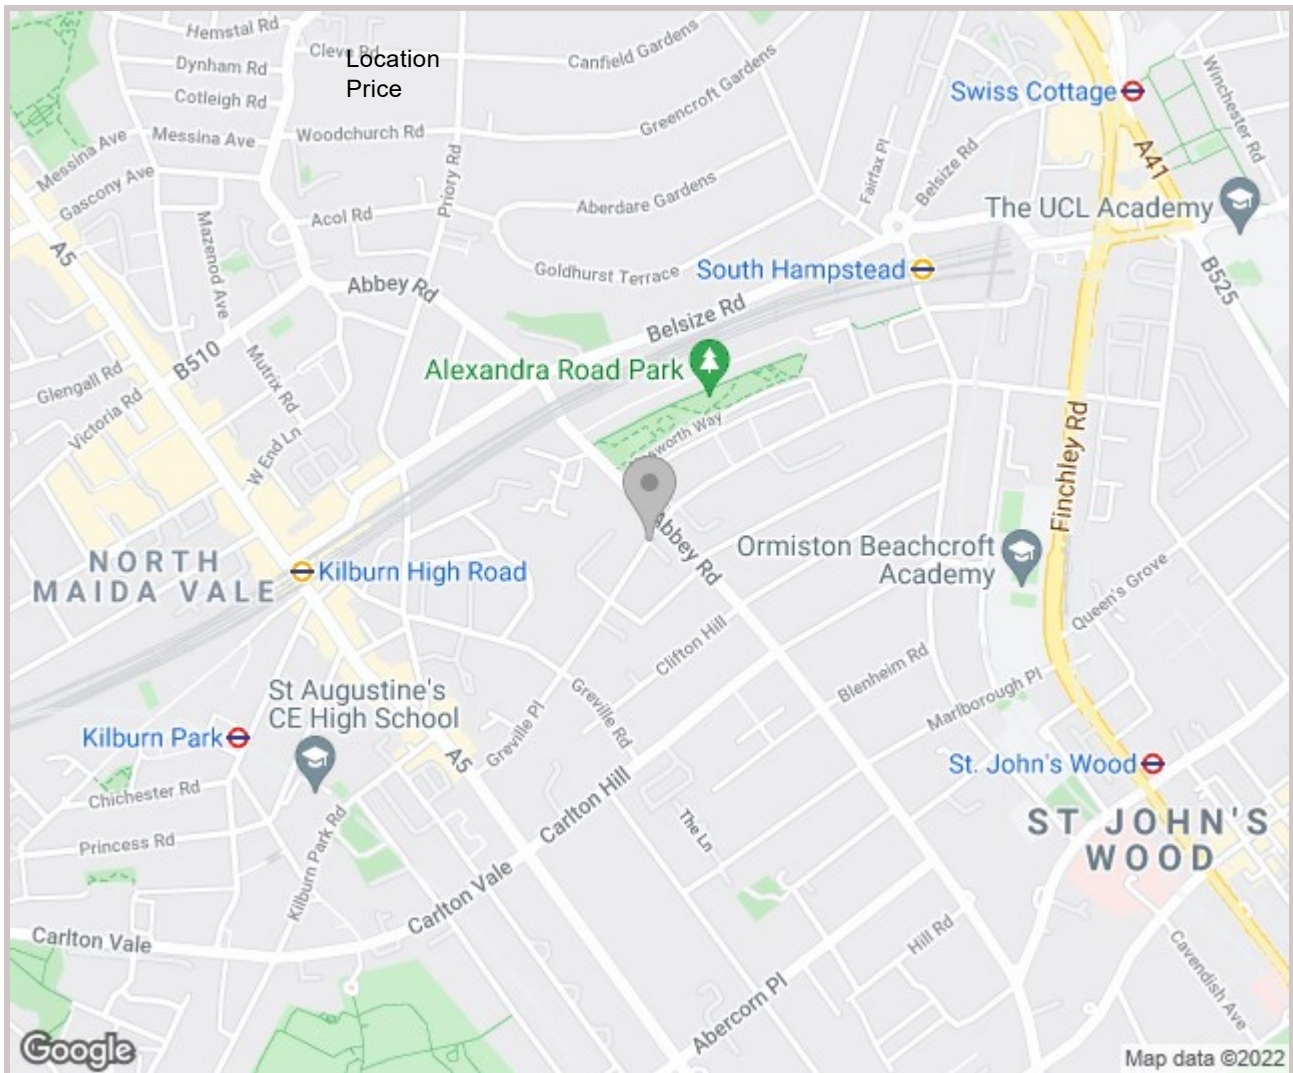 Hemstal Rd
Cleve Rd
Location
Price
Canfield Gardens
Dynham Rd
Cotleigh Rd
Greencroft Gardens
Winchester Rd
Swiss Cottage
Messina Ave
Messina Ave
Woodchurch Rd
A41
Gascony Ave
Priory Rd
Fairfax Pl
Belsize Rd
Aberdare Gardens
The UCL Academy
Acol Rd
Mazenod Ave
A5
Goldhurst Terrace
South Hampstead
B525
Abbey Rd
Belsize Rd
B510
Alexandra Road Park
Glengall Rd
Mutrix Rd
Victoria Rd
W End Ln
Finchley Rd
Abbey Rd
Ormiston Beachcroft
Academy
NORTH
MAIDA VALE
Kilburn High Road
Queen's Grove
Clifton Hill
Blenheim Rd
Marlborough Pl
St Augustine's
CE High School
Greville Rd
Greville Pl
Kilburn Park
A5
St. John's Wood
Chichester Rd
Carlton Hill
The Ln
ST JOHN'S
WOOD
Princess Rd
Kilburn Park Rd
Carlton Vale
Carlton Vale
Hill Rd
Cavendish Ave
Abercorn Pl
Google
Map data ©2022